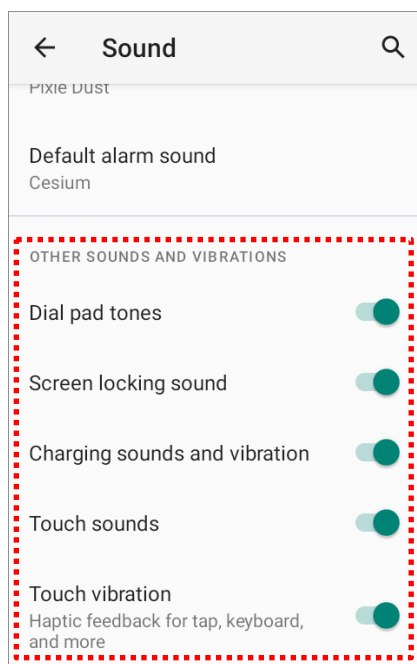 Sound
Pixie Dust
Default alarm sound
Cesium
OTHER SOUNDS AND VIBRATIONS
Dial pad tones
Screen locking sound
Charging sounds and vibration
Touch sounds
Touch vibration
Haptic feedback for tap, keyboard,
and more